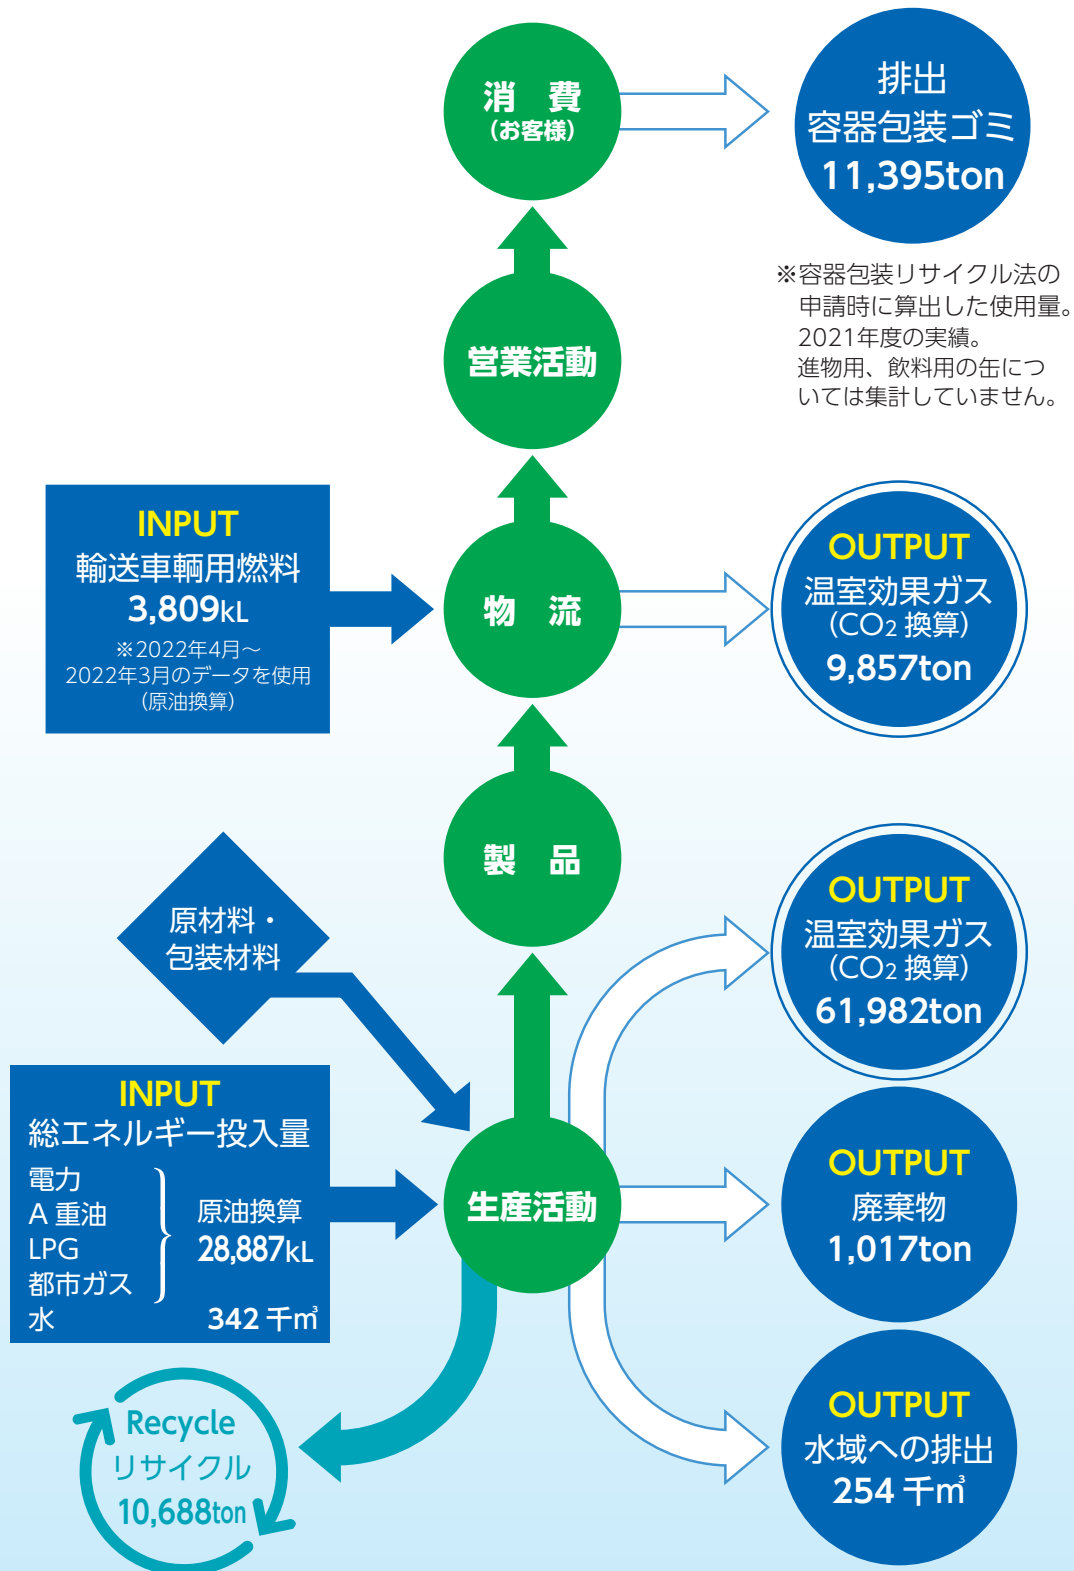 消 費
(お客様)
排出
容器包装ゴミ
11,395ton
※容器包装リサイクル法の
申請時に算出した使用量。
2021年度の実績。
進物用、飲料用の缶につ
いては集計していません。
営業活動
INPUT
輸送車輌用燃料
3,809kL
※2022年4月～
2022年3月のデータを使用
(原油換算)
物 流
OUTPUT
温室効果ガス
(CO2 換算)
9,857ton
製 品
原材料・
包装材料
OUTPUT
温室効果ガス
(CO2 換算)
61,982ton
INPUT
総エネルギー投入量
電力
A 重油
LPG
都市ガス
原油換算
28,887kL
水 342 千㎥
生産活動
OUTPUT
廃棄物
1,017ton
Recycle
リサイクル
10,688ton
OUTPUT
水域への排出
254 千㎥